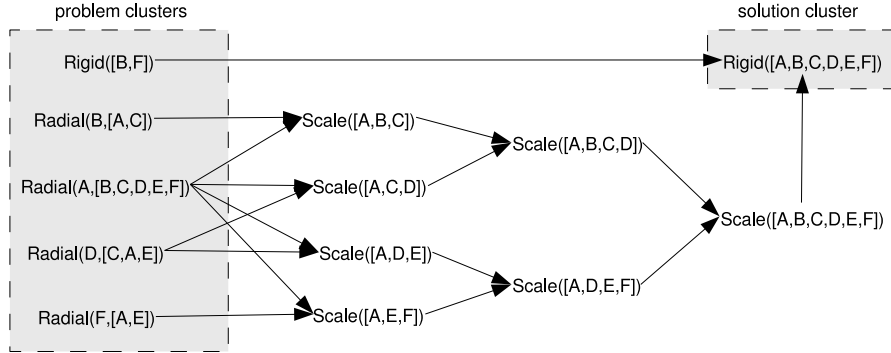 problem clusters
solution cluster
Rigid([B,F])
Rigid([A,B,C,D,E,F])
Radial(B,[A,C])
Scale([A,B,C])
Scale([A,B,C,D])
Radial(A,[B,C,D,E,F])
Scale([A,C,D])
Scale([A,B,C,D,E,F])
Radial(D,[C,A,E])
Scale([A,D,E])
Scale([A,D,E,F])
Radial(F,[A,E])
Scale([A,E,F])